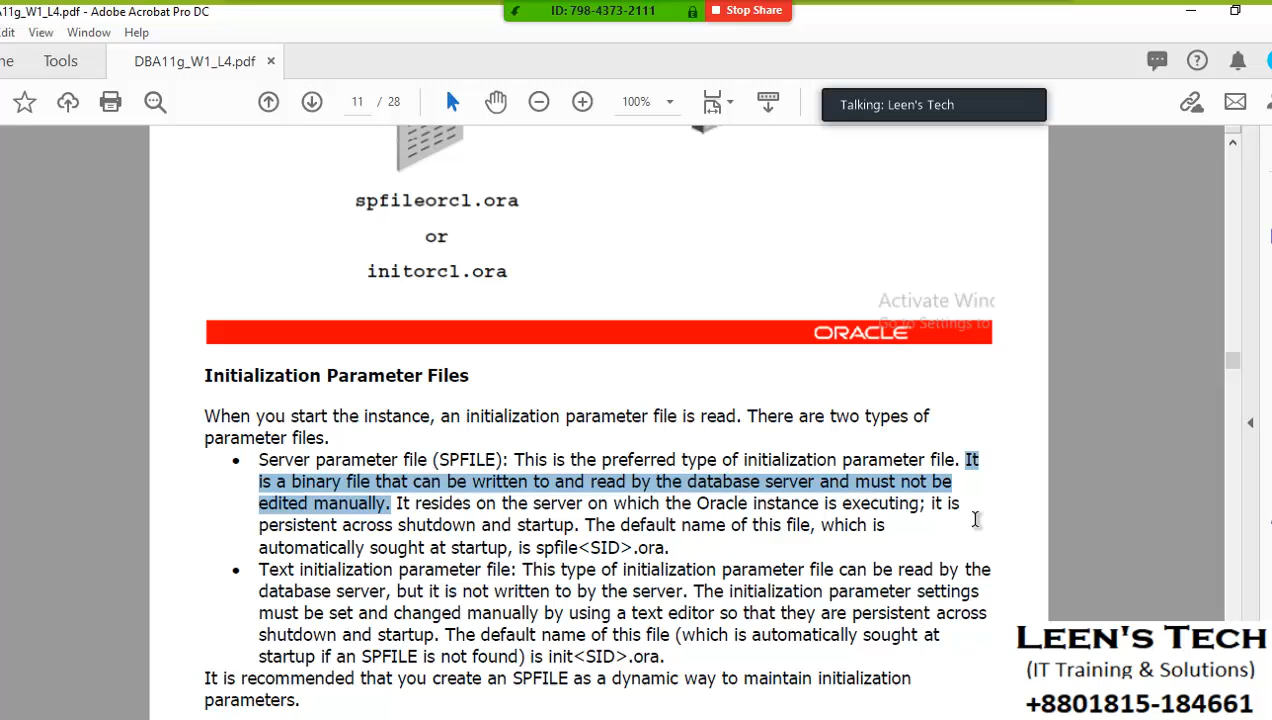 11g_W1_L4.pdf - Adobe Acrobat Pro DC
ID: 798-4373-2111
Stop Share
dit View Window Help
ne Tools DBA11g_W1_L4.pdf ×
11 / 28
100%
Talking: Leen's Tech
spfileorcl.ora
or
initorcl.ora
Activate Winc
Go to Settings to
ORACLE
Initialization Parameter Files
When you start the instance, an initialization parameter file is read. There are two types of
parameter files.
• Server parameter file (SPFILE): This is the preferred type of initialization parameter file. It
is a binary file that can be written to and read by the database server and must not be
edited manually. It resides on the server on which the Oracle instance is executing; it is
persistent across shutdown and startup. The default name of this file, which is
automatically sought at startup, is spfile<SID>.ora.
• Text initialization parameter file: This type of initialization parameter file can be read by the
database server, but it is not written to by the server. The initialization parameter settings
must be set and changed manually by using a text editor so that they are persistent across
shutdown and startup. The default name of this file (which is automatically sought at
startup if an SPFILE is not found) is init<SID>.ora.
It is recommended that you create an SPFILE as a dynamic way to maintain initialization
parameters.
Leen's Tech
(IT Training & Solutions)
+8801815-184661